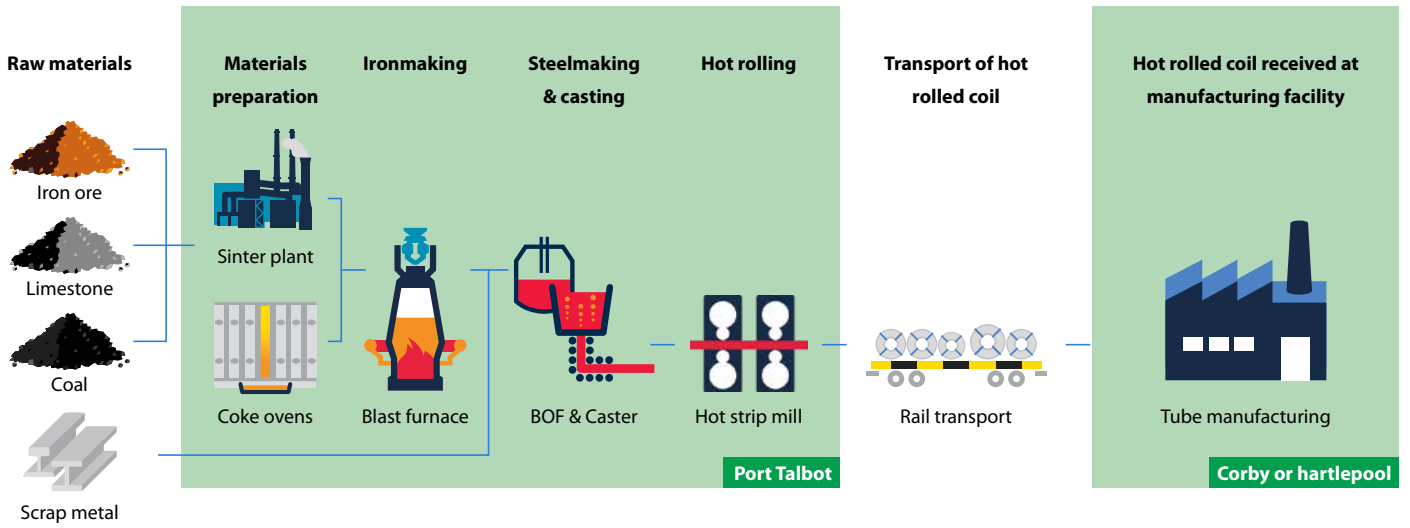 Raw materials
Materials
preparation
Ironmaking
Steelmaking
& casting
Hot rolling
Transport of hot
rolled coil
Hot rolled coil received at
manufacturing facility
Iron ore
Limestone
Coal
Scrap metal
Sinter plant
Coke ovens
Blast furnace
BOF & Caster
Hot strip mill
Rail transport
Tube manufacturing
Port Talbot
Corby or hartlepool